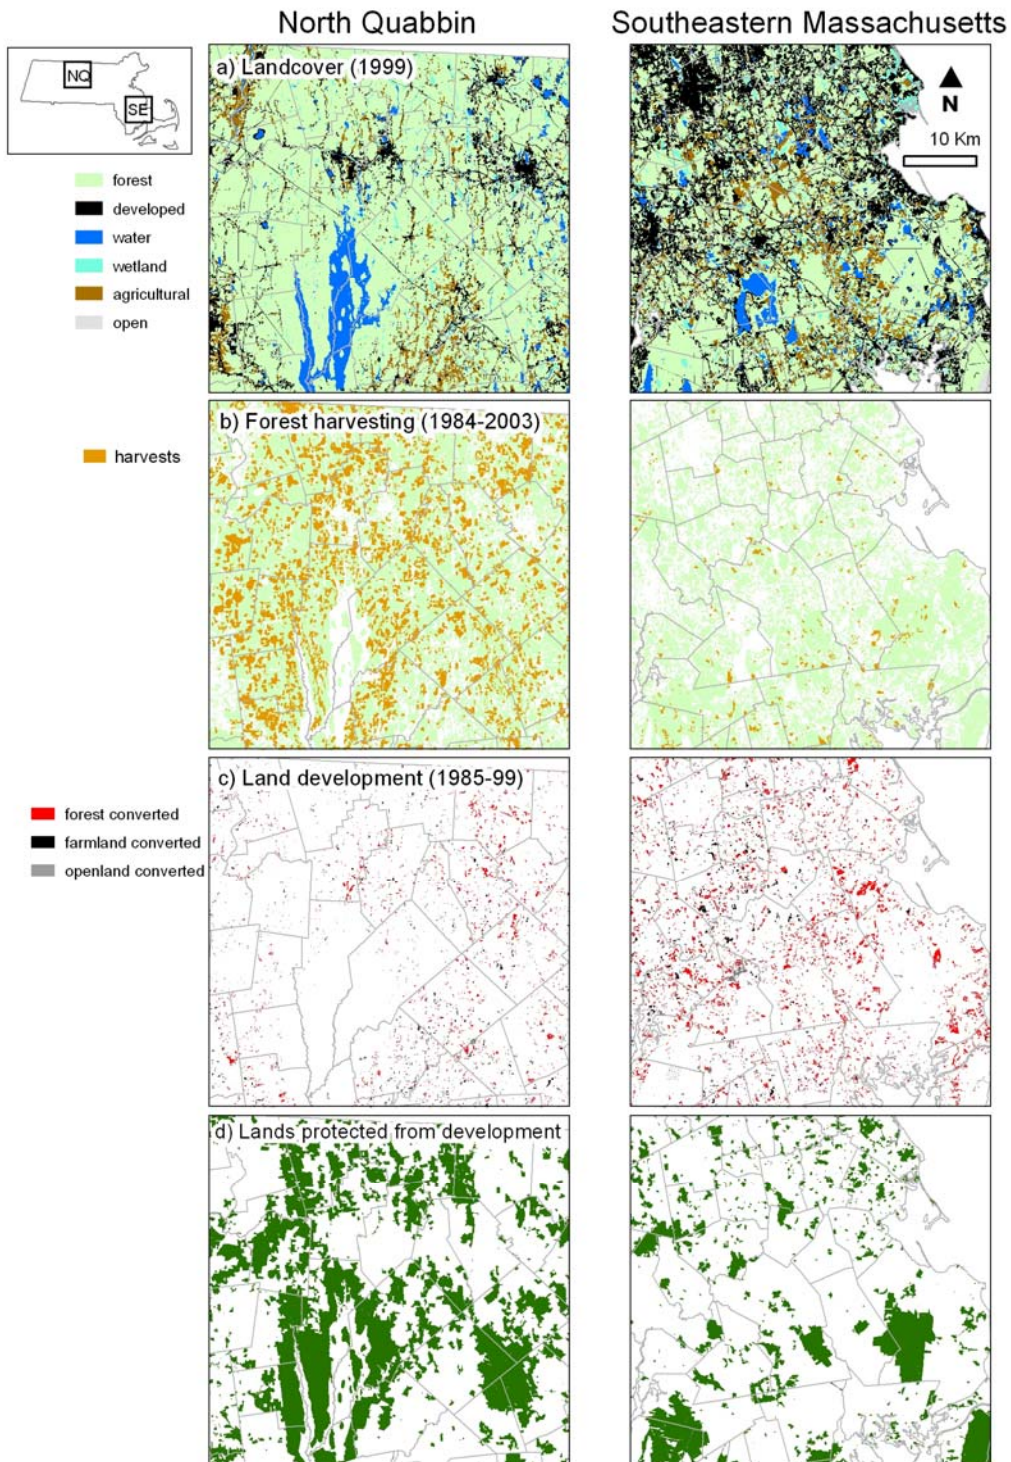 North Quabbin
Southeastern Massachusetts
NQ
SE
a) Landcover (1999)
N
10 Km
forest
developed
water
wetland
agricultural
open
b) Forest harvesting (1984-2003)
harvests
c) Land development (1985-99)
forest converted
farmland converted
openland converted
d) Lands protected from development